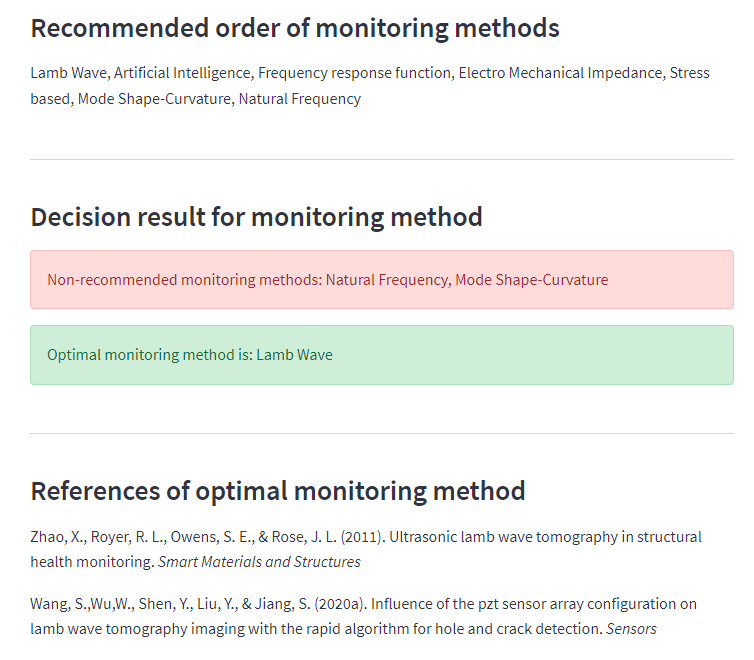 Recommended order of monitoring methods
Lamb Wave, Artificial Intelligence, Frequency response function, Electro Mechanical Impedance, Stress
based, Mode Shape-Curvature, Natural Frequency
Decision result for monitoring method
Non-recommended monitoring methods: Natural Frequency, Mode Shape-Curvature
Optimal monitoring method is: Lamb Wave
References of optimal monitoring method
Zhao, X., Royer, R. L., Owens, S. E., & Rose, J. L. (2011). Ultrasonic lamb wave tomography in structural
health monitoring. Smart Materials and Structures
Wang, S.,Wu,W., Shen, Y., Liu, Y., & Jiang, S. (2020a). Influence of the pzt sensor array configuration on
lamb wave tomography imaging with the rapid algorithm for hole and crack detection. Sensors